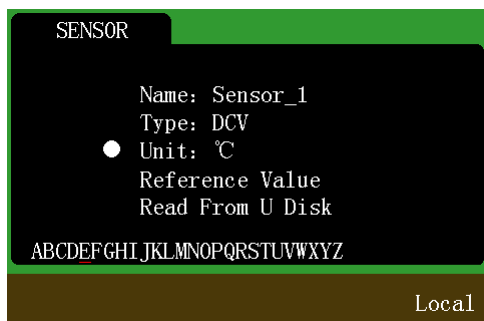 SENSOR
Name: Sensor_1
Type: DCV
Unit: ℃
Reference Value
Read From U Disk
ABCDEFGHIJKLMNOPQRSTUVWXYZ
Local